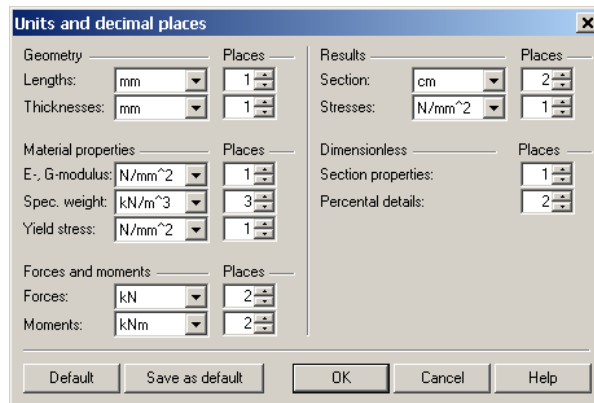 Units and decimal places
Geometry Places
Lengths: mm 1
Thicknesses: mm 1
Material properties Places
E-, G-modulus: N/mm^2 1
Spec. weight: kN/m^3 3
Yield stress: N/mm^2 1
Forces and moments Places
Forces: kN 2
Moments: kNm 2
Results Places
Section: cm 2
Stresses: N/mm^2 1
Dimensionless Places
Section properties: 1
Percental details: 2
Default Save as default OK Cancel Help